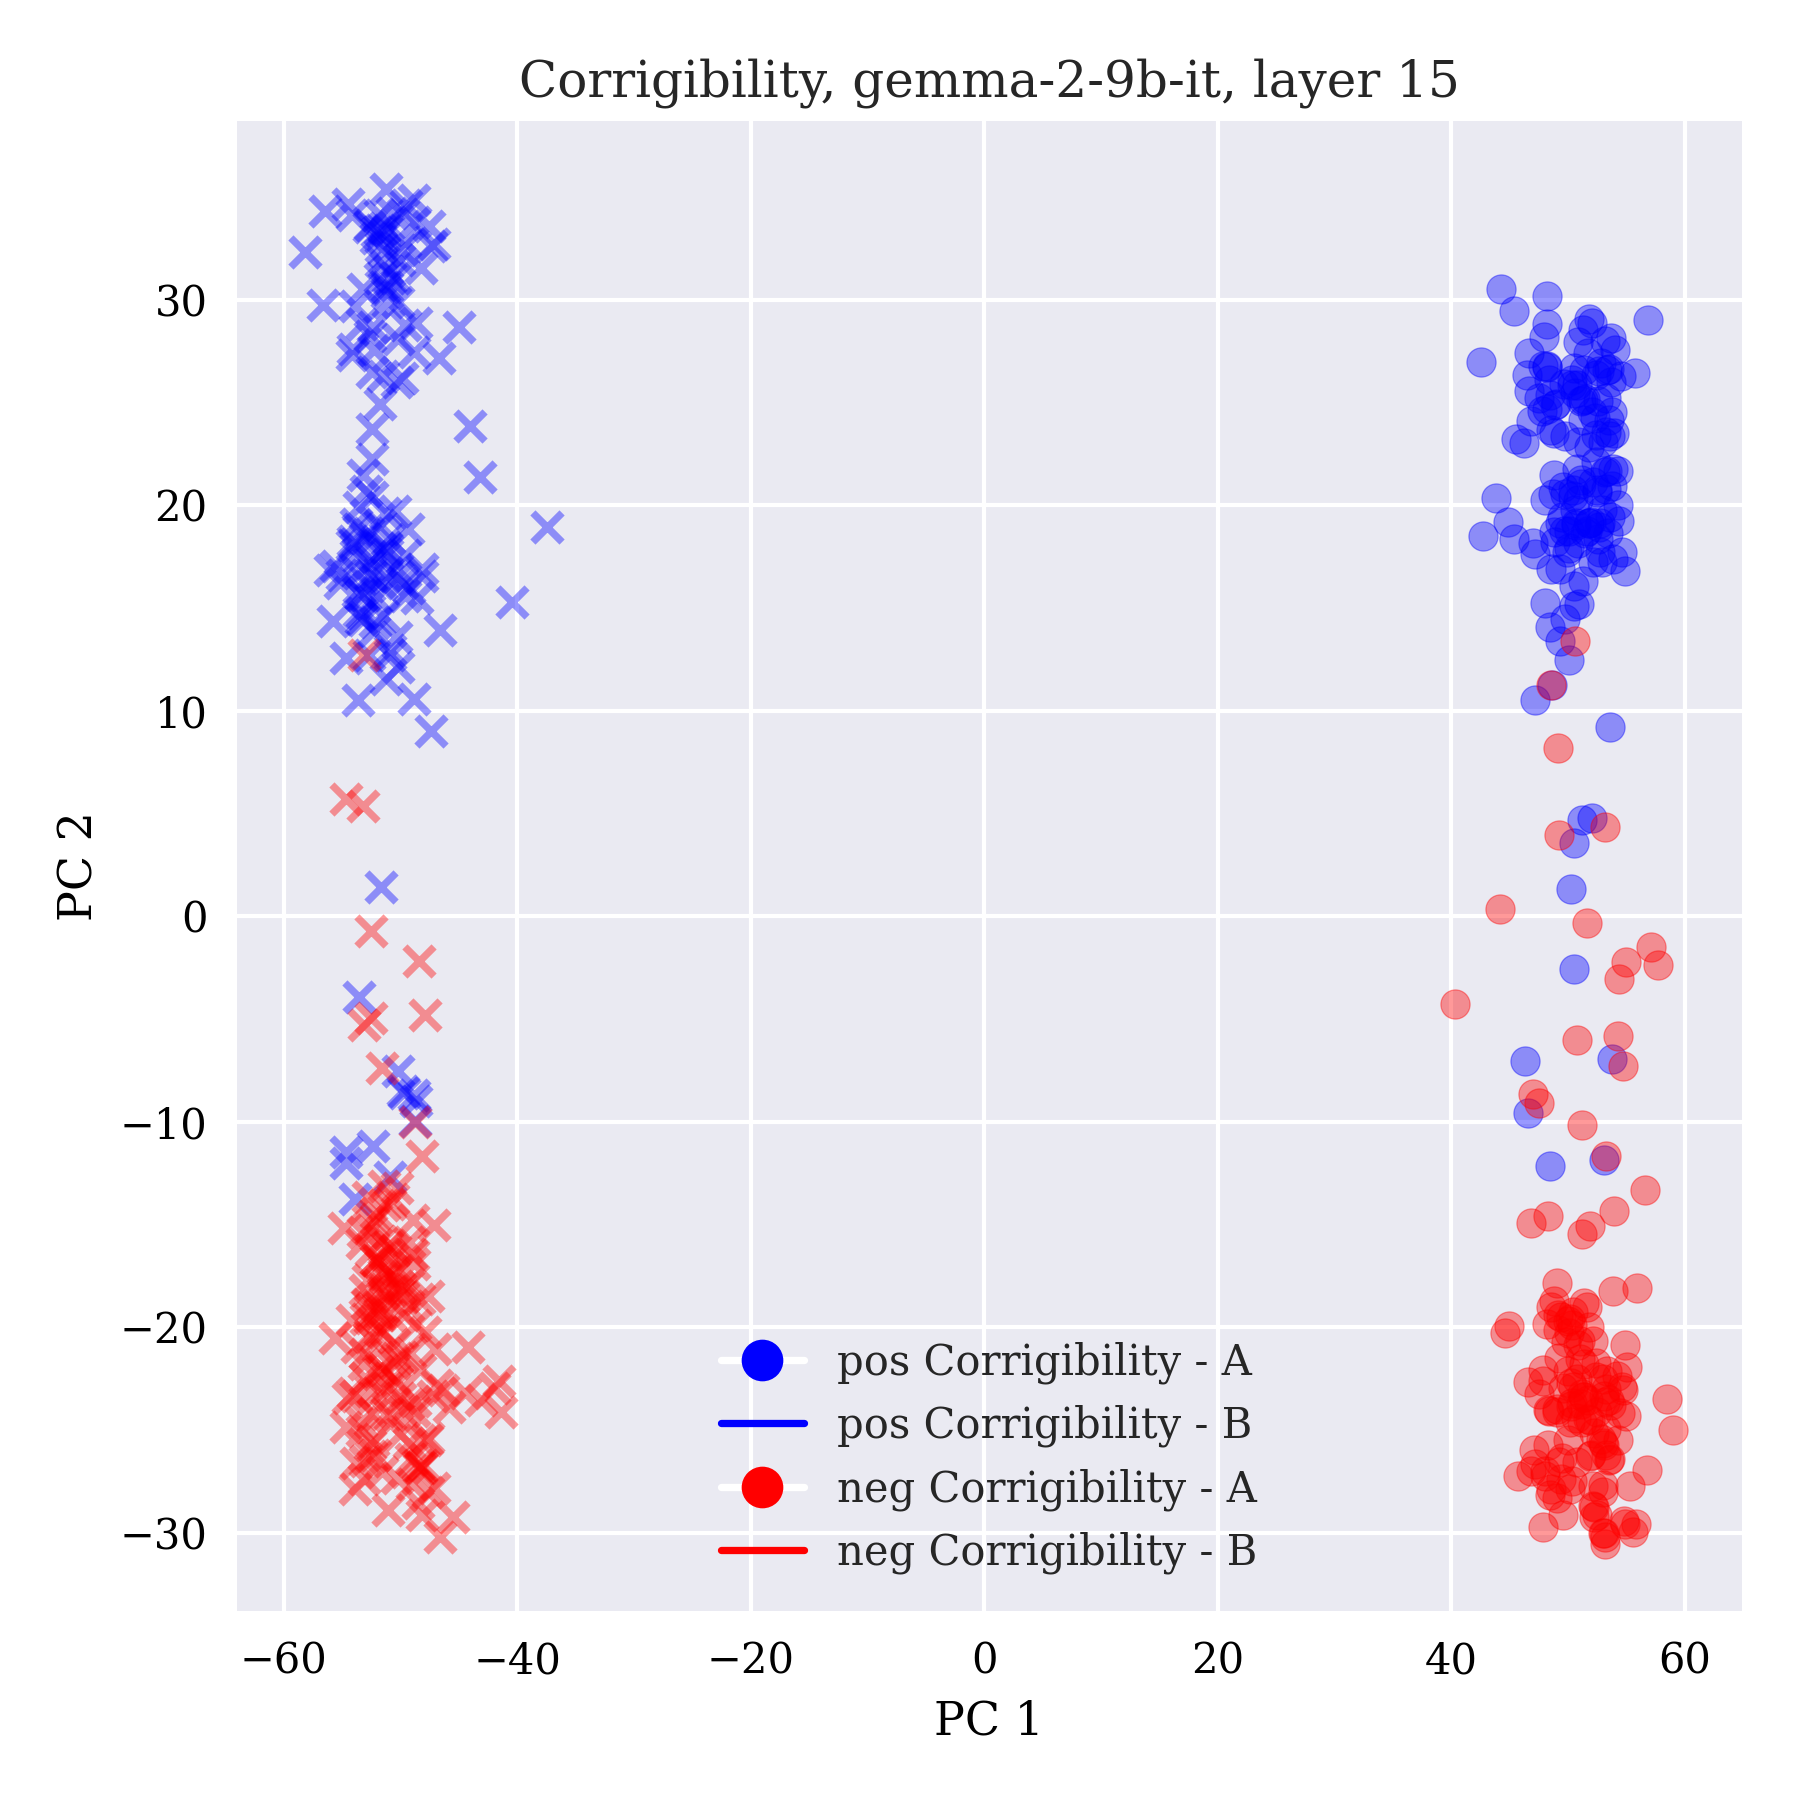 Corrigibility, gemma-2-9b-it, layer 15
30
20
10
0
−10
−20
−30
PC 2
pos Corrigibility - A
pos Corrigibility - B
neg Corrigibility - A
neg Corrigibility - B
−60 −40 −20 0 20 40 60
PC 1